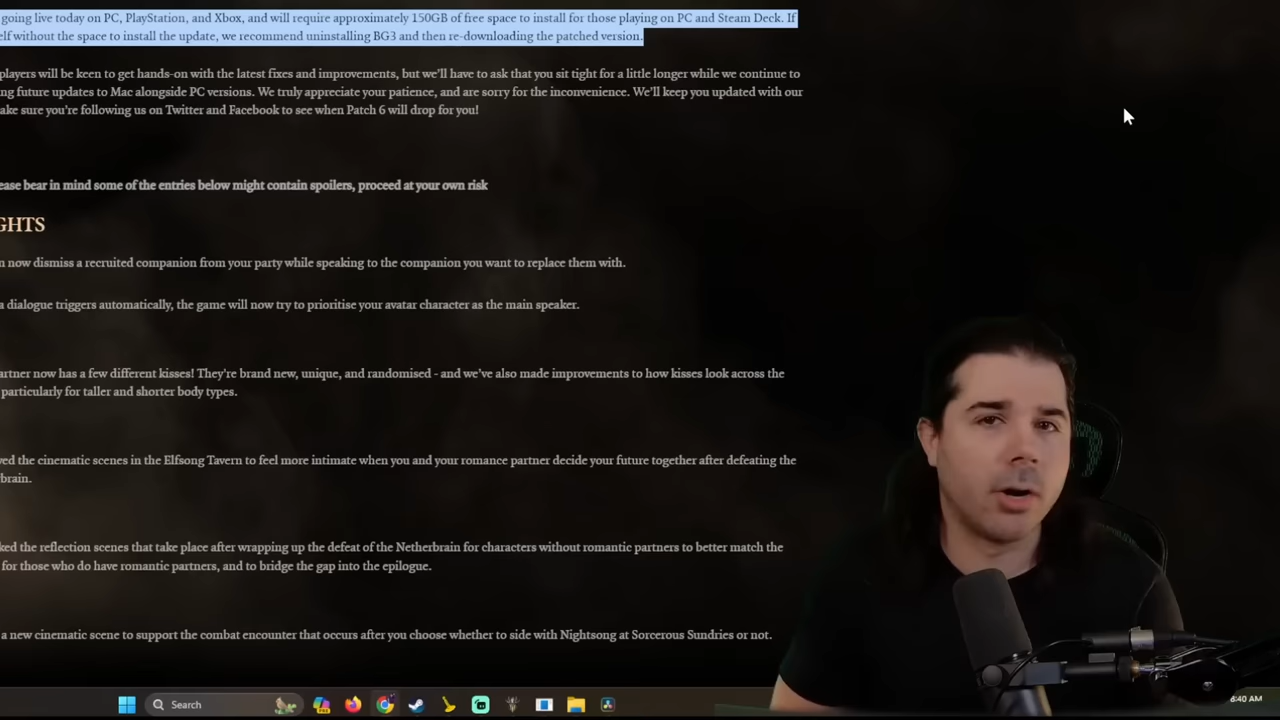 going live today on PC, PlayStation, and Xbox, and will require approximately 150GB of free space to install for those playing on PC and Steam Deck. If
elf without the space to install the update, we recommend uninstalling BG3 and then re-downloading the patched version.
players will be keen to get hands-on with the latest fixes and improvements, but we'll have to ask that you sit tight for a little longer while we continue to
ng future updates to Mac alongside PC versions. We truly appreciate your patience, and are sorry for the inconvenience. We'll keep you updated with our
ake sure you're following us on Twitter and Facebook to see when Patch 6 will drop for you!
ease bear in mind some of the entries below might contain spoilers, proceed at your own risk
GHTS
n now dismiss a recruited companion from your party while speaking to the companion you want to replace them with.
a dialogue triggers automatically, the game will now try to prioritise your avatar character as the main speaker.
artner now has a few different kisses! They're brand new, unique, and randomised - and we've also made improvements to how kisses look across the
particularly for taller and shorter body types.
ved the cinematic scenes in the Elfsong Tavern to feel more intimate when you and your romance partner decide your future together after defeating the
rbrain.
ked the reflection scenes that take place after wrapping up the defeat of the Netherbrain for characters without romantic partners to better match the
for those who do have romantic partners, and to bridge the gap into the epilogue.
a new cinematic scene to support the combat encounter that occurs after you choose whether to side with Nightsong at Sorcerous Sundries or not.
Search
6:40 AM